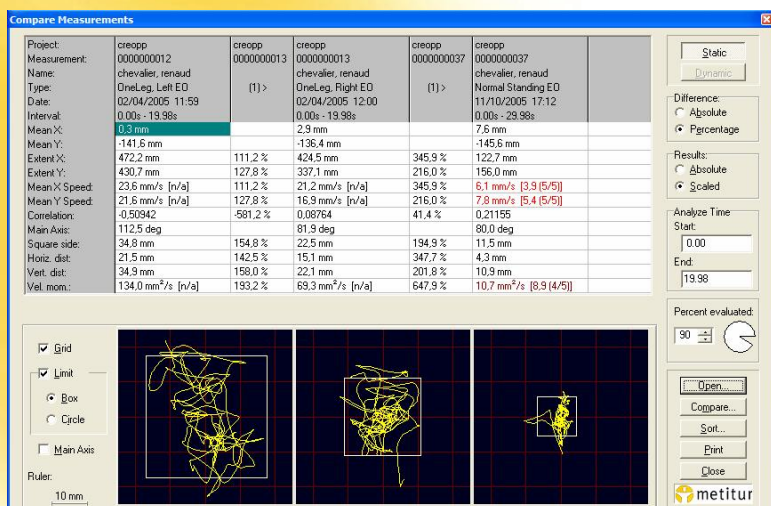 Compare Measurements
Project: creopp creopp creopp creopp creopp
Measurement: 0000000012 0000000013 0000000013 0000000037 0000000037
Name: chevalier, renaud chevalier, renaud chevalier, renaud
Type: OneLeg, Left EO (1) > OneLeg, Right EO (1) > Normal Standing EO
Date: 02/04/2005 11:59 02/04/2005 12:00 11/10/2005 17:12
Interval: 0.00s - 19.98s 0.00s - 19.98s 0.00s - 29.98s
Mean X: 0,3 mm 2,9 mm 7,6 mm
Mean Y: -141,6 mm -136,4 mm -145,6 mm
Extent X: 472,2 mm 111,2 % 424,5 mm 345,9 % 122,7 mm
Extent Y: 430,7 mm 127,8 % 337,1 mm 216,0 % 156,0 mm
Mean X Speed: 23,6 mm/s [n/a] 111,2 % 21,2 mm/s [n/a] 345,9 % 6,1 mm/s [3,9 (5/5)]
Mean Y Speed: 21,6 mm/s [n/a] 127,8 % 16,9 mm/s [n/a] 216,0 % 7,8 mm/s [5,4 (5/5)]
Correlation: -0,50942 -581,2 % 0,08764 41,4 % 0,21155
Main Axis: 112,5 deg 81,9 deg 80,0 deg
Square side: 34,8 mm 154,8 % 22,5 mm 194,9 % 11,5 mm
Horiz. dist: 21,5 mm 142,5 % 15,1 mm 347,7 % 4,3 mm
Vert. dist: 34,9 mm 158,0 % 22,1 mm 201,8 % 10,9 mm
Vel. mom.: 134,0 mm²/s [n/a] 193,2 % 69,3 mm²/s [n/a] 647,9 % 10,7 mm²/s [8,9 (4/5)]
Static
Dynamic
Difference:
Absolute
Percentage
Results:
Absolute
Scaled
Analyze Time
Start:
0.00
End:
19.98
Percent evaluated:
90
Grid
Limit
Box
Circle
Main Axis
Ruler:
10 mm
Open...
Compare...
Sort...
Print
Close
metitur